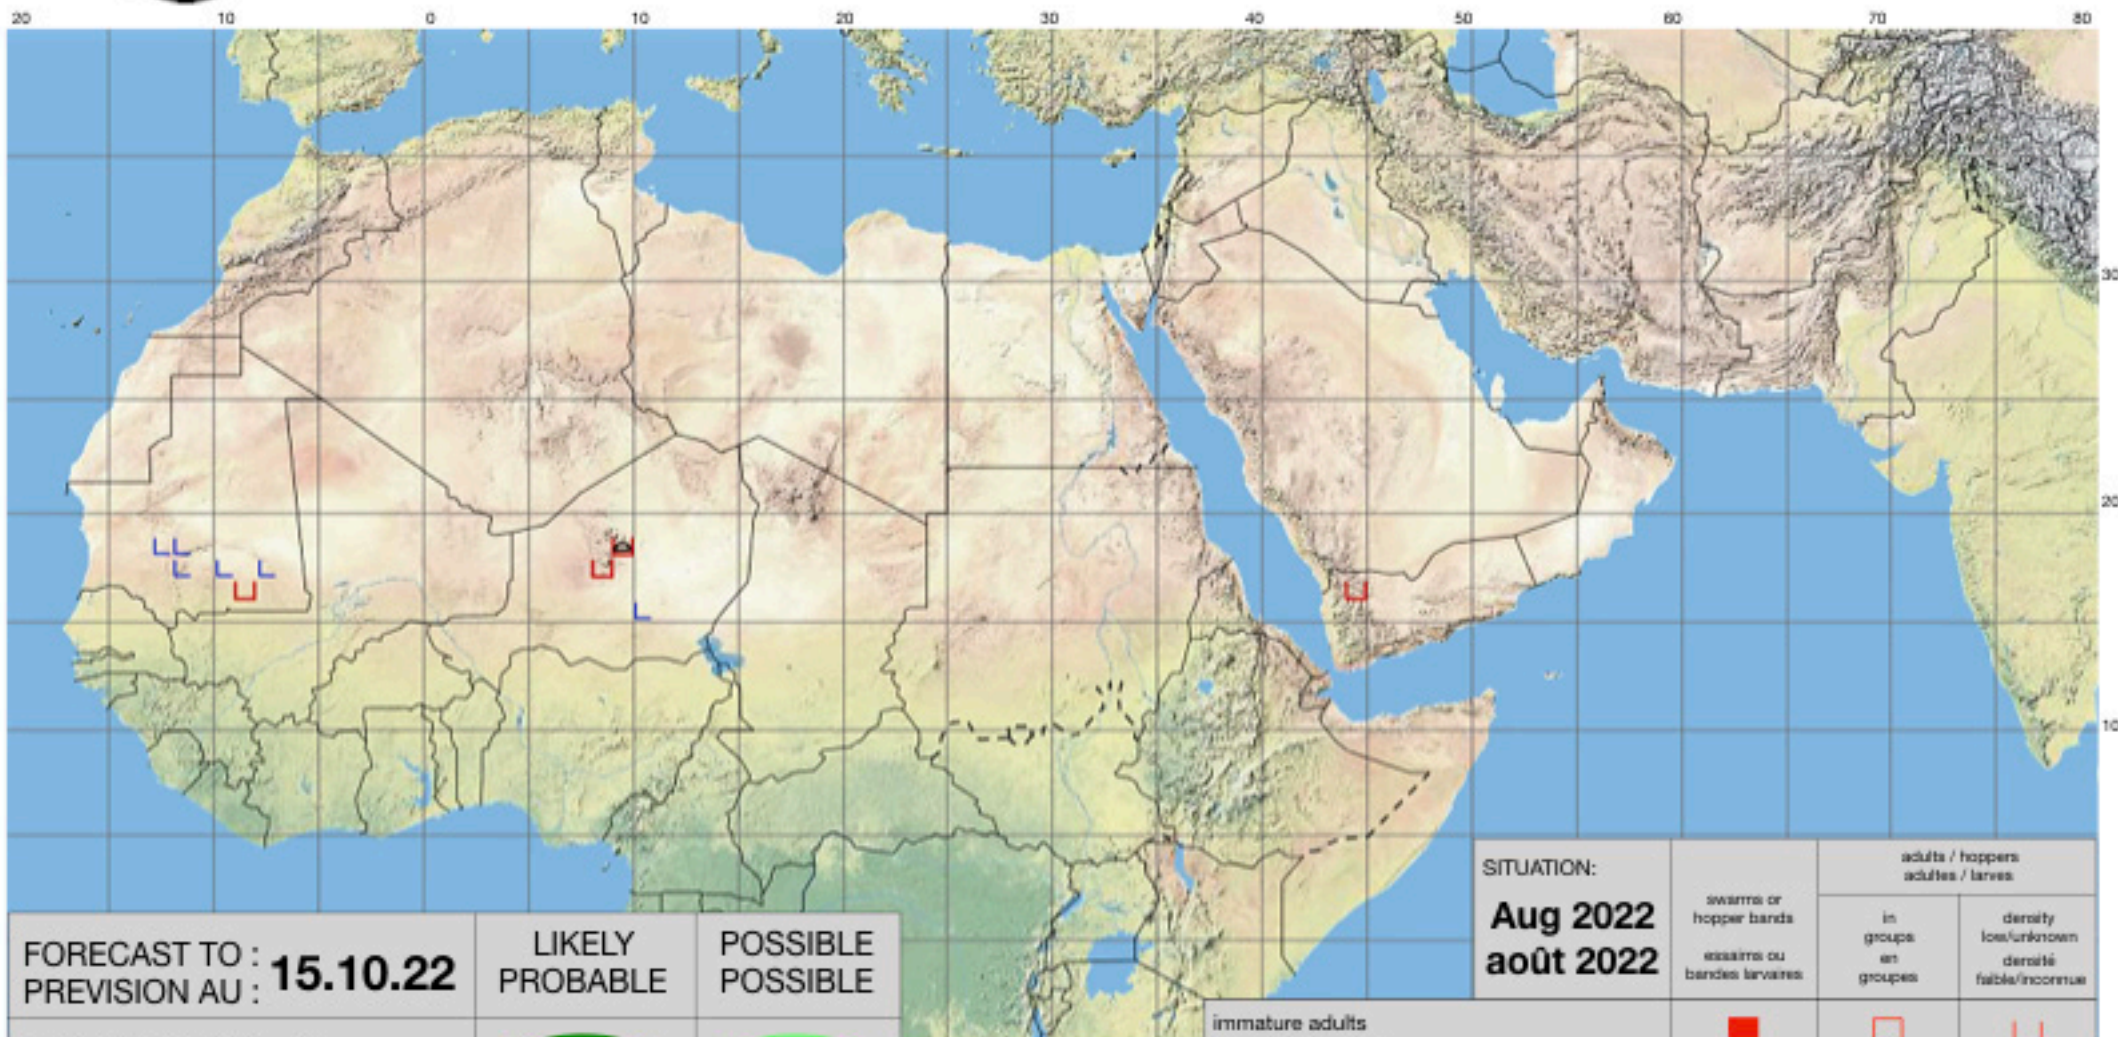 20 10 0 10 20 30 40 50 60 70 80
30
20
10
SITUATION:
Aug 2022
août 2022
swarms or
hopper bands
essaims ou
bandes larvaires
adults / hoppers
adultes / larves
in
groups
en
groupes
density
low/unknown
densité
faible/inconnue
FORECAST TO :
PREVISION AU :
15.10.22
LIKELY
PROBABLE
POSSIBLE
POSSIBLE
immature adults